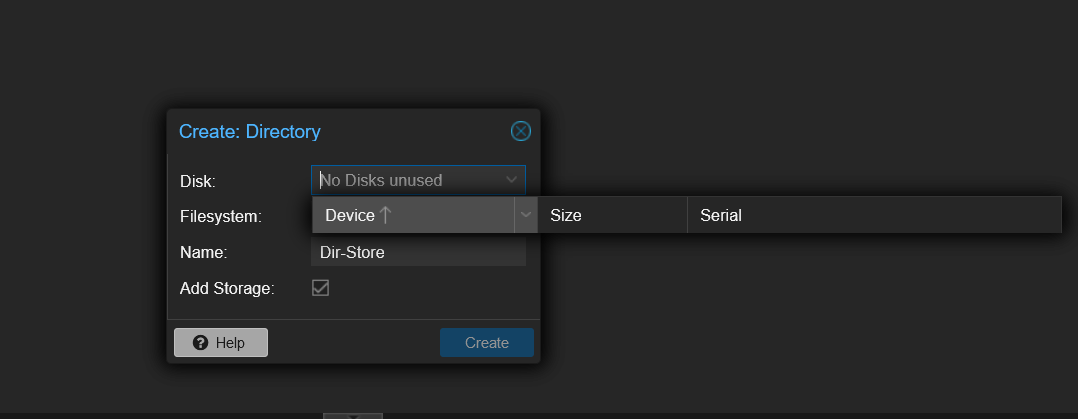 Create: Directory
Disk: No Disks unused
Filesystem:
Device Size Serial
Name: Dir-Store
Add Storage:
Help Create